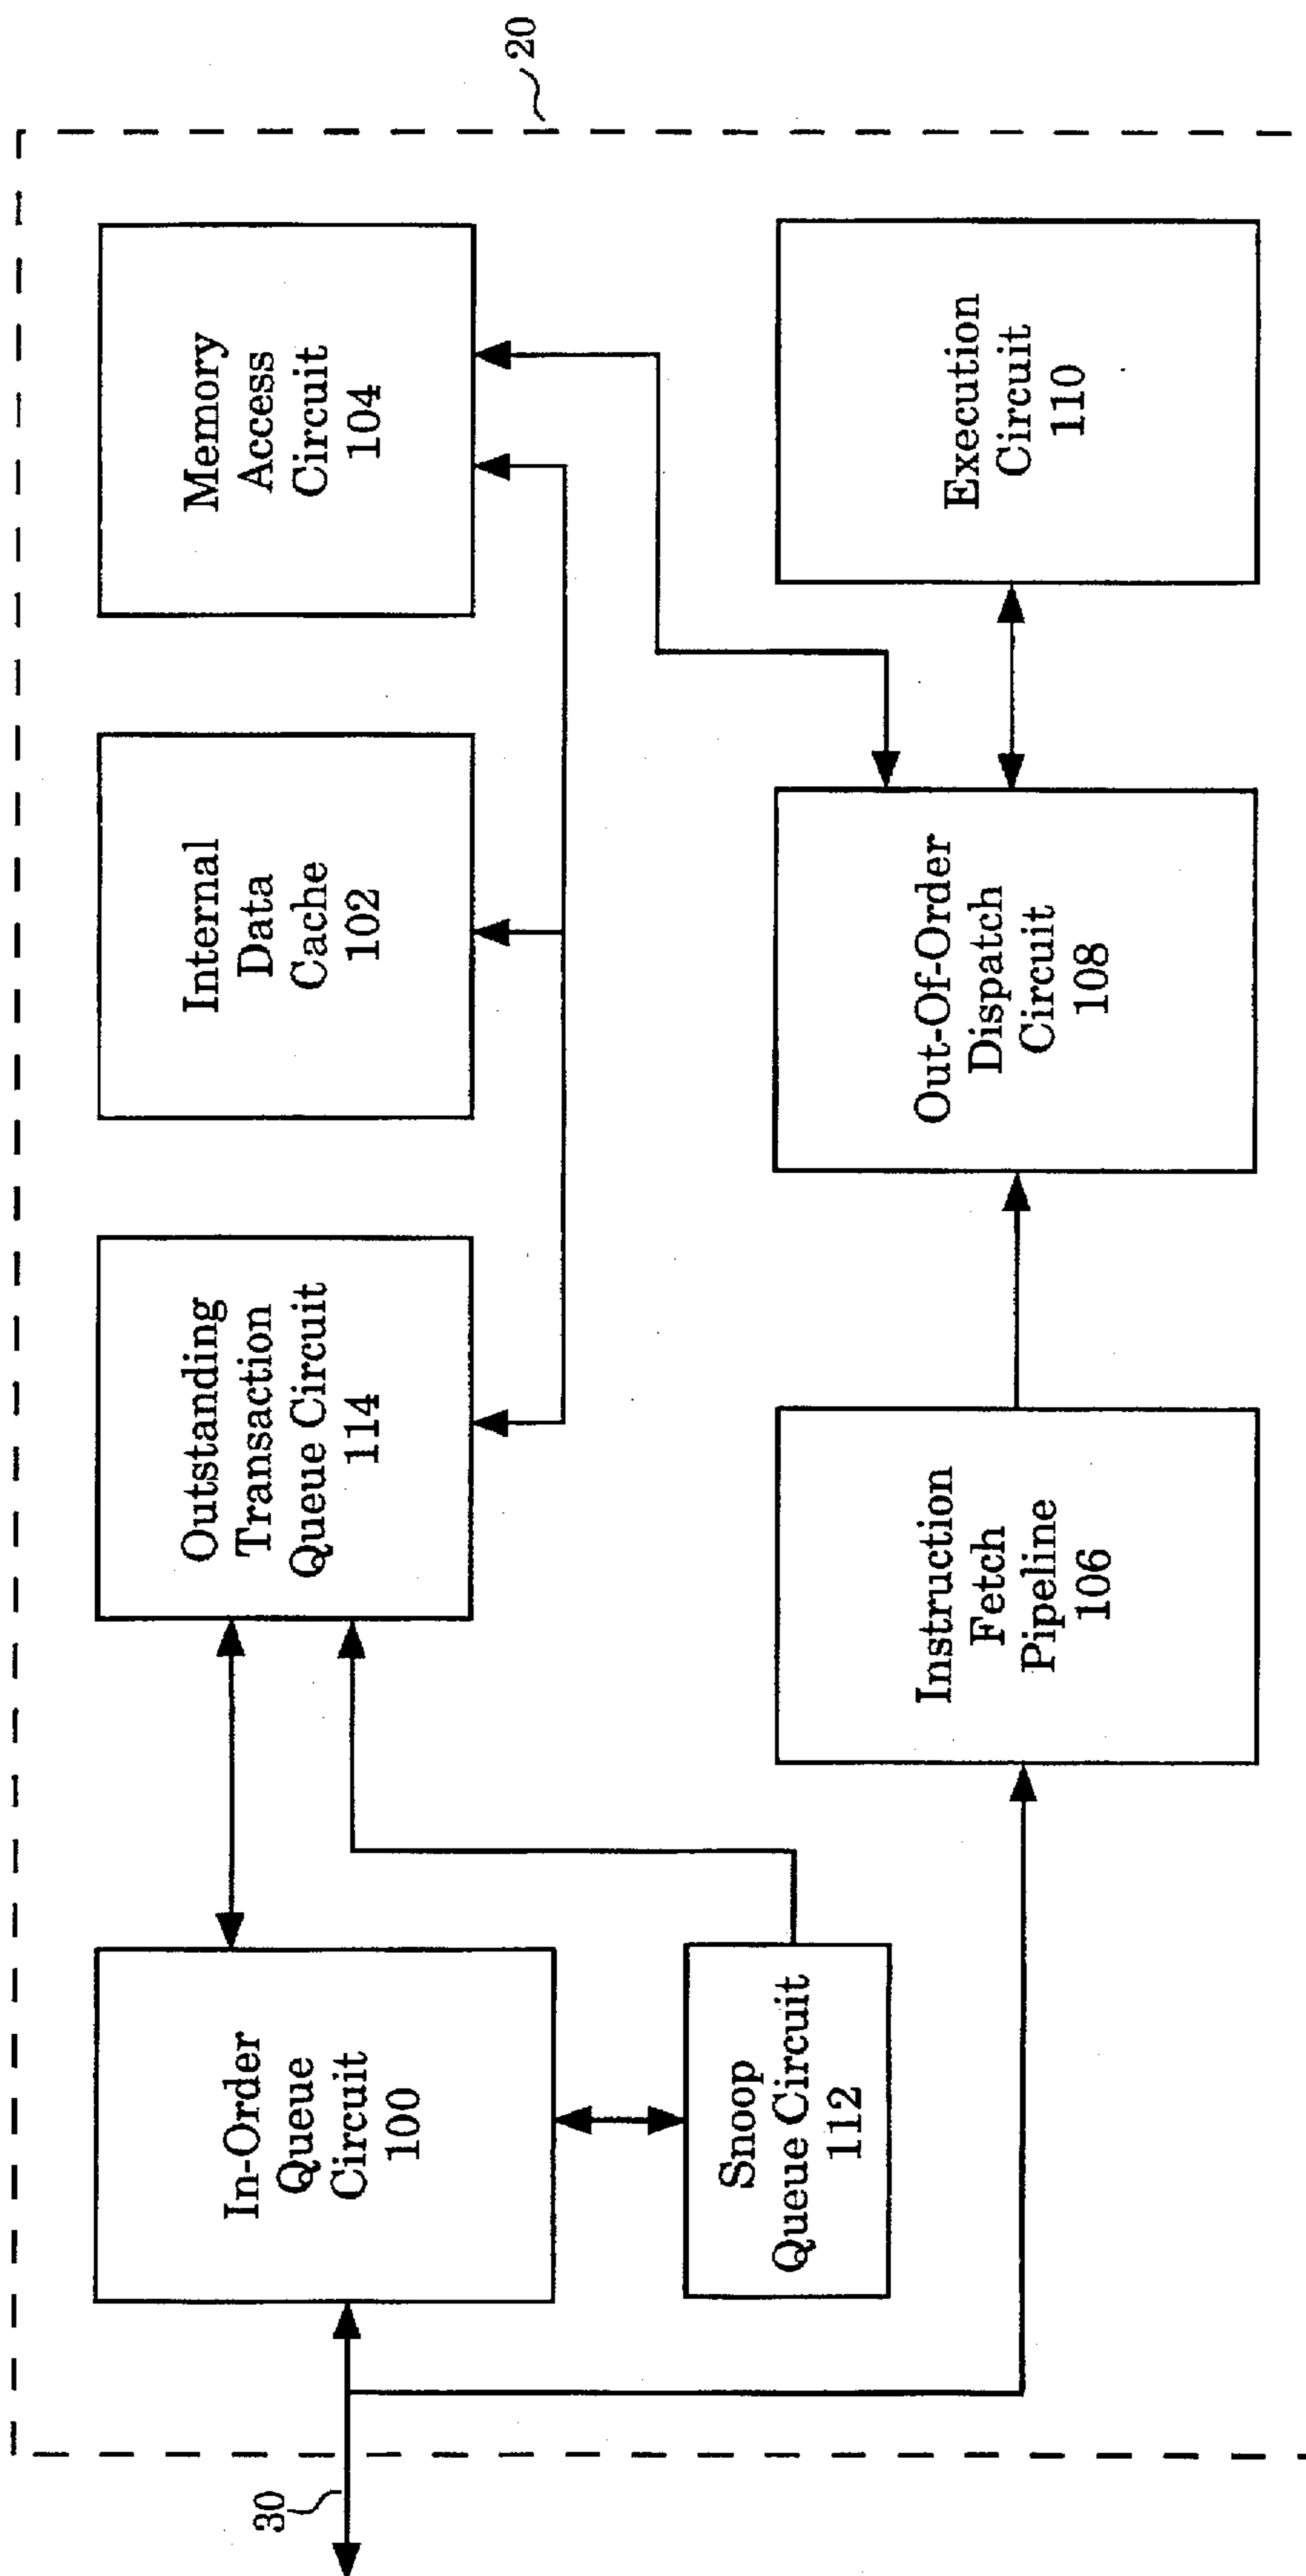 20
30
In-Order
Queue
Circuit
100
Outstanding
Transaction
Queue Circuit
114
Internal
Data
Cache
102
Memory
Access
Circuit
104
Snoop
Queue Circuit
112
Instruction
Fetch
Pipeline
106
Out-Of-Order
Dispatch
Circuit
108
Execution
Circuit
110